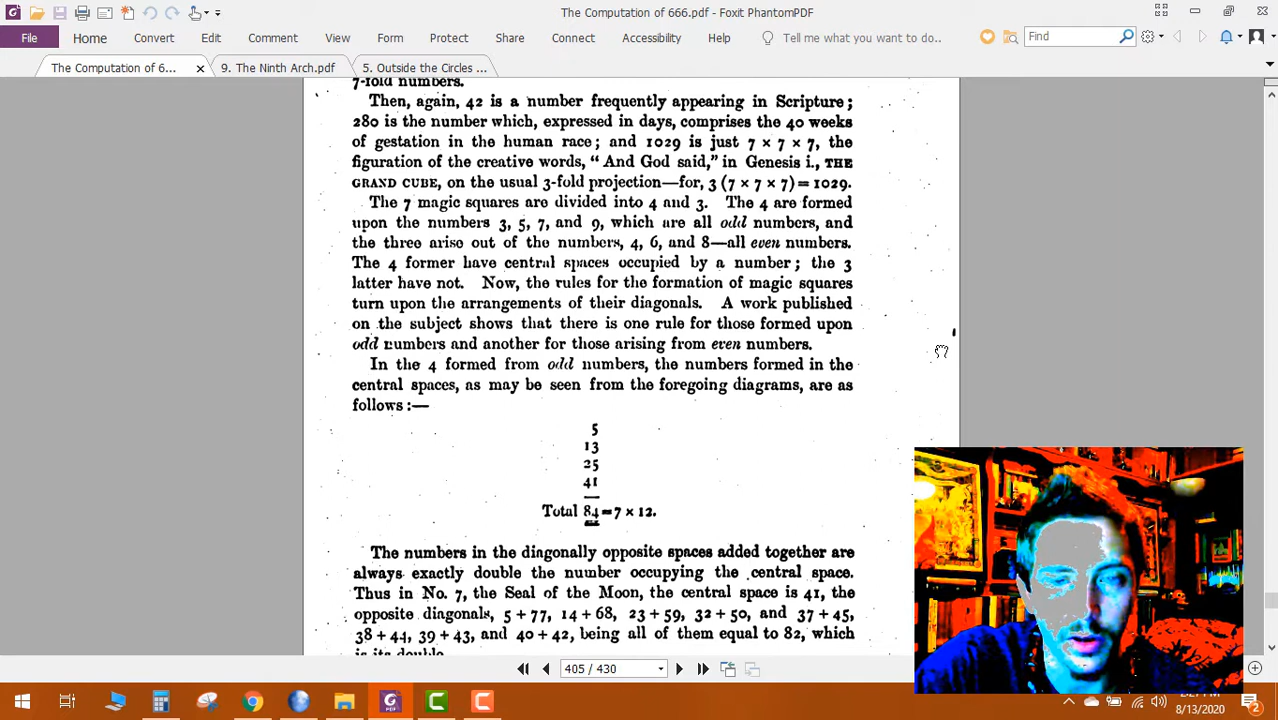 The Computation of 666.pdf - Foxit PhantomPDF
File Home Convert Edit Comment View Form Protect Share Connect Accessibility Help Tell me what you want to do.. Find
The Computation of 6... × 9. The Ninth Arch.pdf 5. Outside the Circles ...
7-fold numbers.
Then, again, 42 is a number frequently appearing in Scripture;
280 is the number which, expressed in days, comprises the 40 weeks
of gestation in the human race; and 1029 is just 7 × 7 × 7, the
figuration of the creative words, “And God said,” in Genesis i., THE
GRAND CUBE, on the usual 3-fold projection—for, 3 (7 × 7 × 7) = 1029.
The 7 magic squares are divided into 4 and 3. The 4 are formed
upon the numbers 3, 5, 7, and 9, which are all odd numbers, and
the three arise out of the numbers, 4, 6, and 8—all even numbers.
The 4 former have central spaces occupied by a number; the 3
latter have not. Now, the rules for the formation of magic squares
turn upon the arrangements of their diagonals. A work published
on the subject shows that there is one rule for those formed upon
odd numbers and another for those arising from even numbers.
In the 4 formed from odd numbers, the numbers formed in the
central spaces, as may be seen from the foregoing diagrams, are as
follows :—
5
13
25
41
Total 84 = 7 × 12.
The numbers in the diagonally opposite spaces added together are
always exactly double the number occupying the central space.
Thus in No. 7, the Seal of the Moon, the central space is 41, the
opposite diagonals, 5 + 77, 14 + 68, 23 + 59, 32 + 50, and 37 + 45,
38 + 44, 39 + 43, and 40 + 42, being all of them equal to 82, which
is its double.
405 / 430
8/13/2020
2